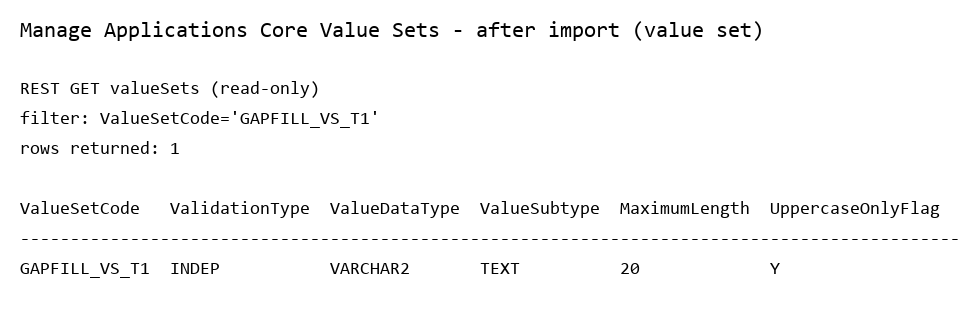 Manage Applications Core Value Sets - after import (value set)
REST GET valueSets (read-only)
filter: ValueSetCode='GAPFILL_VS_T1'
rows returned: 1
ValueSetCode   ValidationType  ValueDataType  ValueSubtype  MaximumLength  UppercaseOnlyFlag
----------------------------------------------------------------------------------------------
GAPFILL_VS_T1  INDEP           VARCHAR2       TEXT          20             Y